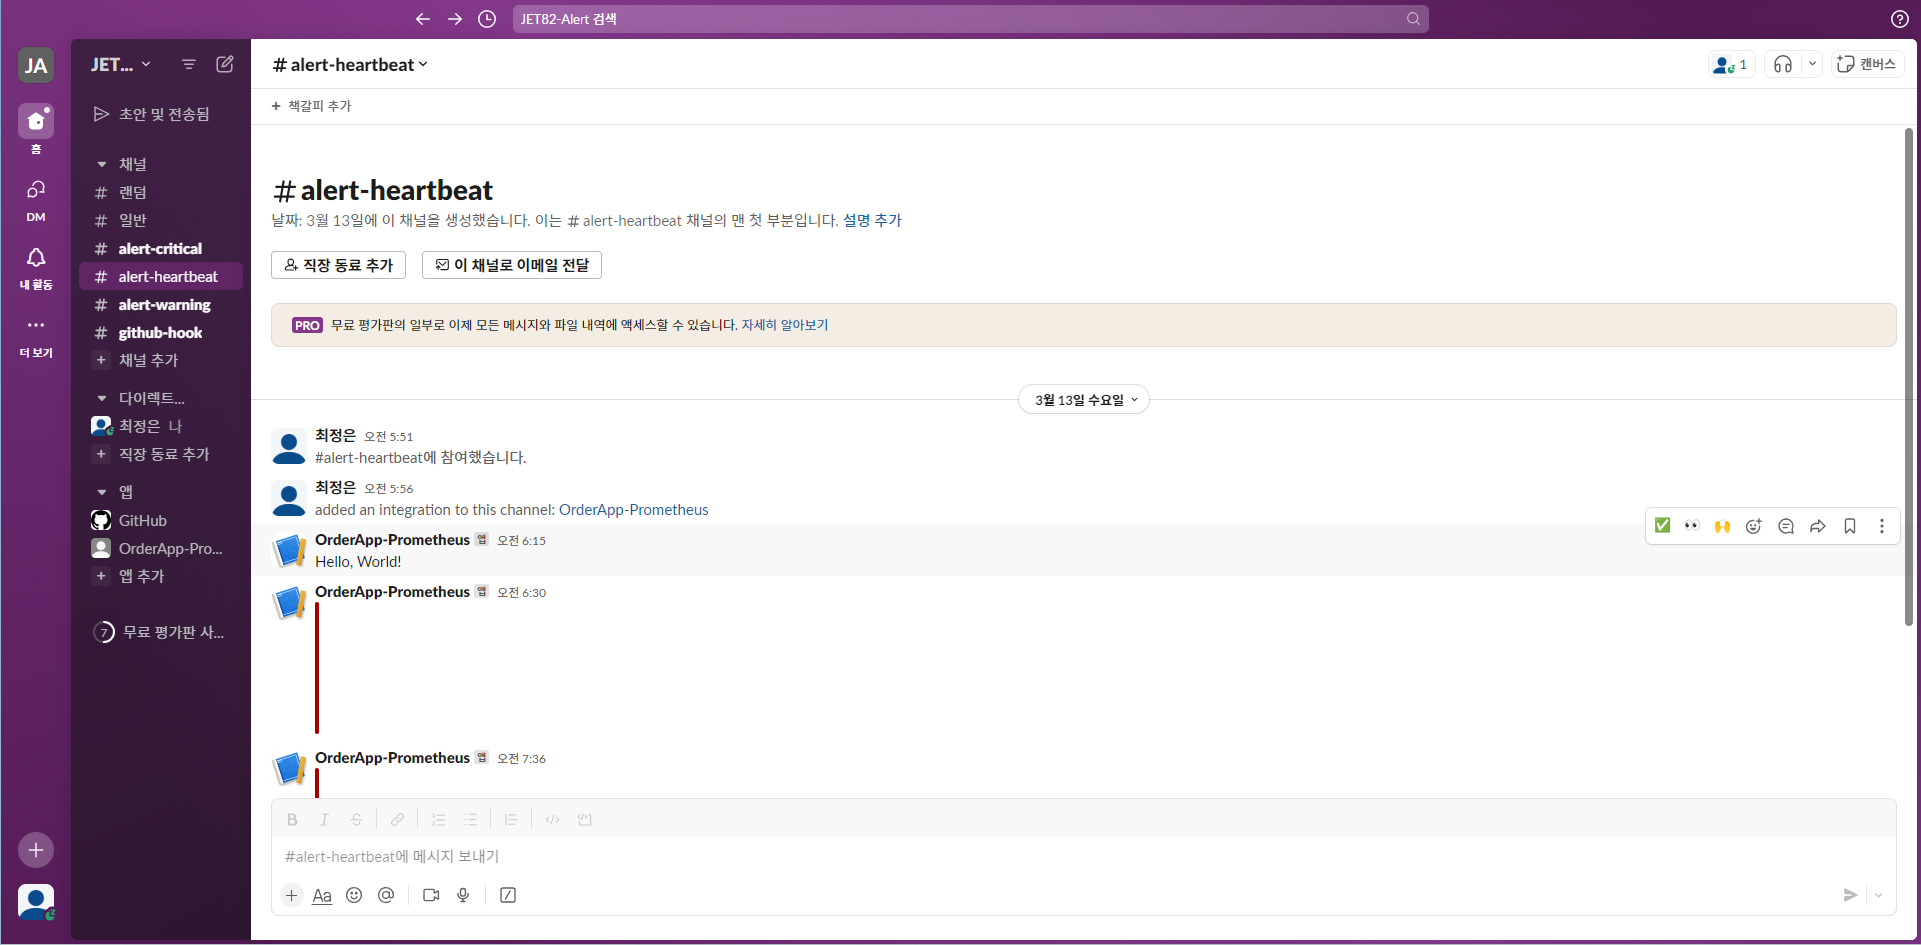 JET82-Alert 검색
JA
홈
DM
내 활동
더 보기
JET...
초안 및 전송됨
채널
# 랜덤
# 일반
# alert-critical
# alert-heartbeat
# alert-warning
# github-hook
+ 채널 추가
다이렉트...
최정은 나
+ 직장 동료 추가
앱
GitHub
OrderApp-Pro...
+ 앱 추가
7 무료 평가판 사...
# alert-heartbeat
1
캔버스
+ 책갈피 추가
# alert-heartbeat
날짜: 3월 13일에 이 채널을 생성했습니다. 이는 # alert-heartbeat 채널의 맨 첫 부분입니다. 설명 추가
직장 동료 추가
이 채널로 이메일 전달
PRO 무료 평가판의 일부로 이제 모든 메시지와 파일 내역에 액세스할 수 있습니다. 자세히 알아보기
3월 13일 수요일
최정은 오전 5:51
#alert-heartbeat에 참여했습니다.
최정은 오전 5:56
added an integration to this channel: OrderApp-Prometheus
OrderApp-Prometheus 앱 오전 6:15
Hello, World!
OrderApp-Prometheus 앱 오전 6:30
OrderApp-Prometheus 앱 오전 7:36
B I S
#alert-heartbeat에 메시지 보내기
+ Aa @